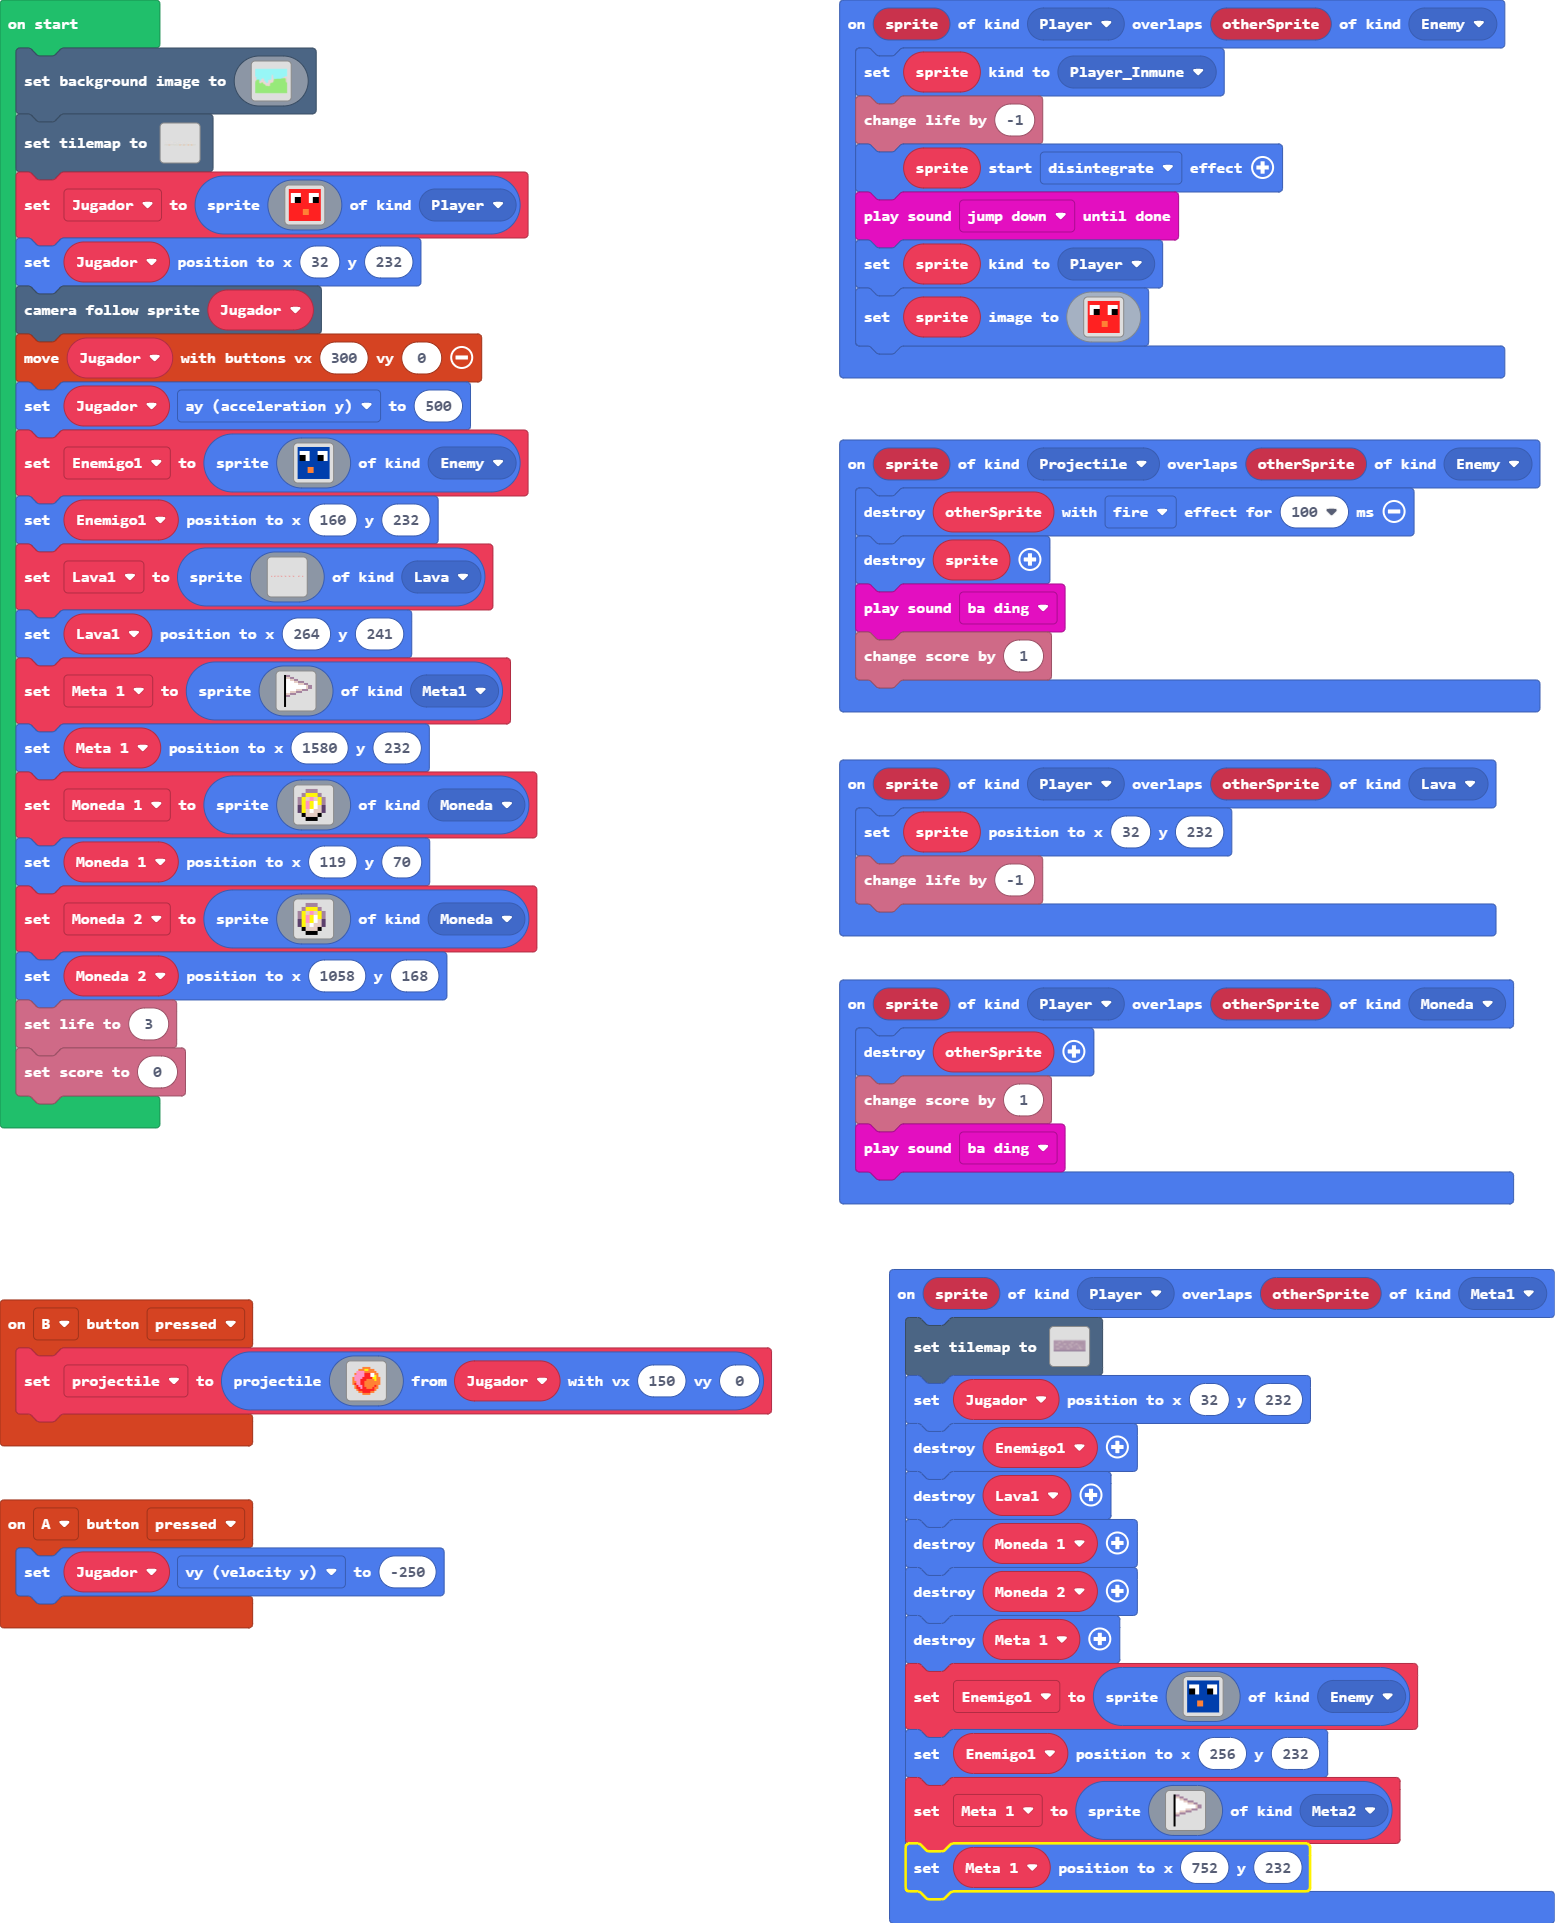 on start
set background image to
set tilemap to
set Jugador to sprite of kind Player
set Jugador position to x 32 y 232
camera follow sprite Jugador
move Jugador with buttons vx 300 vy 0
set Jugador ay (acceleration y) to 500
set Enemigo1 to sprite of kind Enemy
set Enemigo1 position to x 160 y 232
set Lava1 to sprite of kind Lava
set Lava1 position to x 264 y 241
set Meta 1 to sprite of kind Meta1
set Meta 1 position to x 1580 y 232
set Moneda 1 to sprite of kind Moneda
set Moneda 1 position to x 119 y 70
set Moneda 2 to sprite of kind Moneda
set Moneda 2 position to x 1058 y 168
set life to 3
set score to 0
on B button pressed
set projectile to projectile from Jugador with vx 150 vy 0
on A button pressed
set Jugador vy (velocity y) to -250
on sprite of kind Player overlaps otherSprite of kind Enemy
set sprite kind to Player_Inmune
change life by -1
sprite start disintegrate effect
play sound jump down until done
set sprite kind to Player
set sprite image to
on sprite of kind Projectile overlaps otherSprite of kind Enemy
destroy otherSprite with fire effect for 100 ms
destroy sprite
play sound ba ding
change score by 1
on sprite of kind Player overlaps otherSprite of kind Lava
set sprite position to x 32 y 232
change life by -1
on sprite of kind Player overlaps otherSprite of kind Moneda
destroy otherSprite
change score by 1
play sound ba ding
on sprite of kind Player overlaps otherSprite of kind Meta1
set tilemap to
set Jugador position to x 32 y 232
destroy Enemigo1
destroy Lava1
destroy Moneda 1
destroy Moneda 2
destroy Meta 1
set Enemigo1 to sprite of kind Enemy
set Enemigo1 position to x 256 y 232
set Meta 1 to sprite of kind Meta2
set Meta 1 position to x 752 y 232